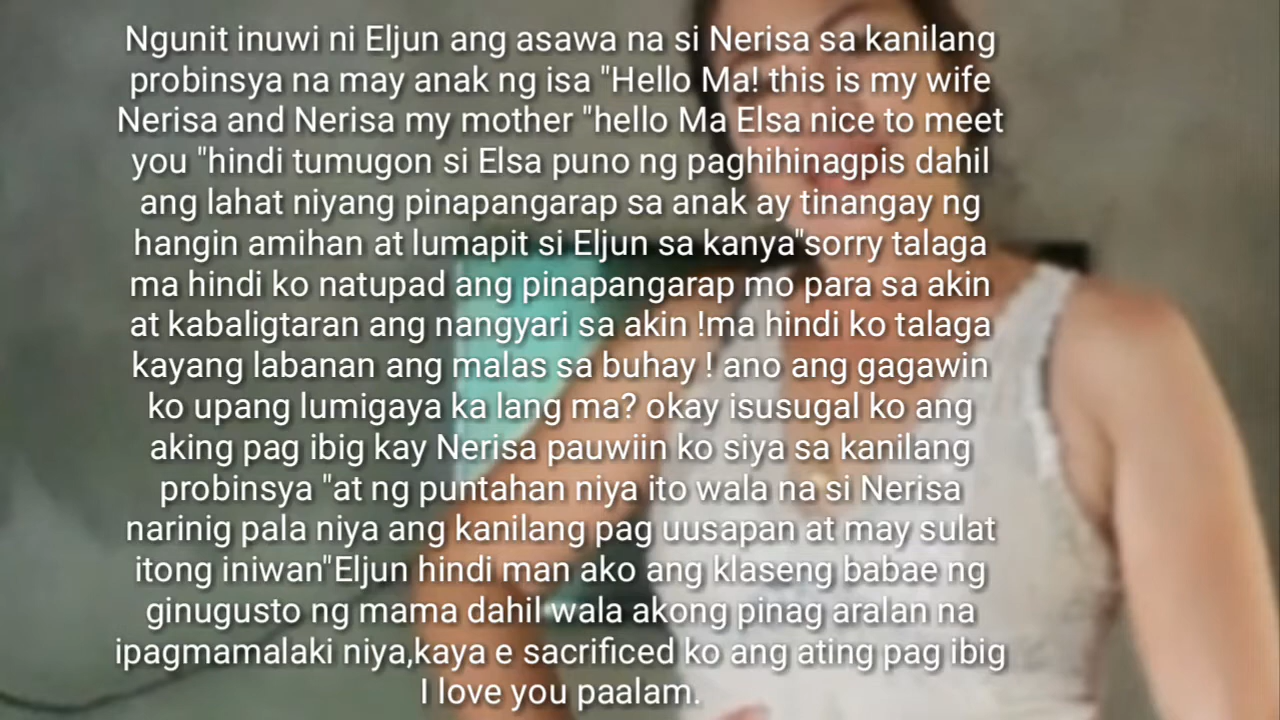 Ngunit inuwi ni Eljun ang asawa na si Nerisa sa kanilang
probinsya na may anak ng isa "Hello Ma! this is my wife
Nerisa and Nerisa my mother "hello Ma Elsa nice to meet
you "hindi tumugon si Elsa puno ng paghihinagpis dahil
ang lahat niyang pinapangarap sa anak ay tinangay ng
hangin amihan at lumapit si Eljun sa kanya"sorry talaga
ma hindi ko natupad ang pinapangarap mo para sa akin
at kabaligtaran ang nangyari sa akin !ma hindi ko talaga
kayang labanan ang malas sa buhay ! ano ang gagawin
ko upang lumigaya ka lang ma? okay isusugal ko ang
aking pag ibig kay Nerisa pauwiin ko siya sa kanilang
probinsya "at ng puntahan niya ito wala na si Nerisa
narinig pala niya ang kanilang pag uusapan at may sulat
itong iniwan"Eljun hindi man ako ang klaseng babae ng
ginugusto ng mama dahil wala akong pinag aralan na
ipagmamalaki niya,kaya e sacrificed ko ang ating pag ibig
I love you paalam.